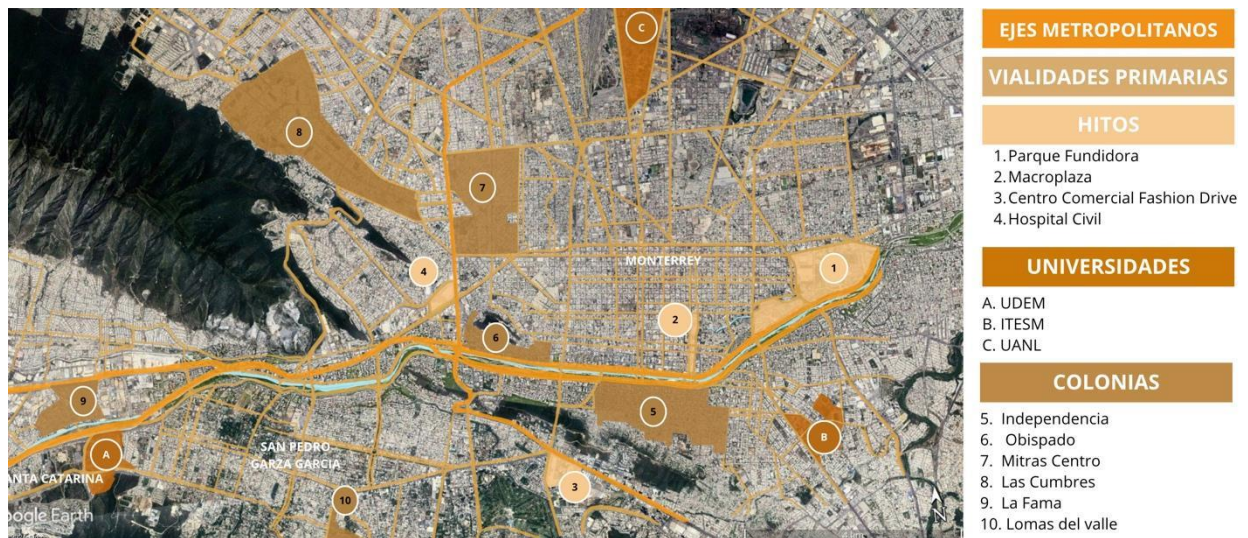 C
8
7
MONTERREY
1
4
2
6
9
5
SAN PEDRO
GARZA GARCIA
A
B
ANTA CATARINA
3
10
oogle Earth
N
EJES METROPOLITANOS
VIALIDADES PRIMARIAS
HITOS
1.Parque Fundidora
2.Macroplaza
3.Centro Comercial Fashion Drive
4.Hospital Civil
UNIVERSIDADES
A. UDEM
B. ITESM
C. UANL
COLONIAS
5. Independencia
6. Obispado
7. Mitras Centro
8. Las Cumbres
9. La Fama
10. Lomas del valle